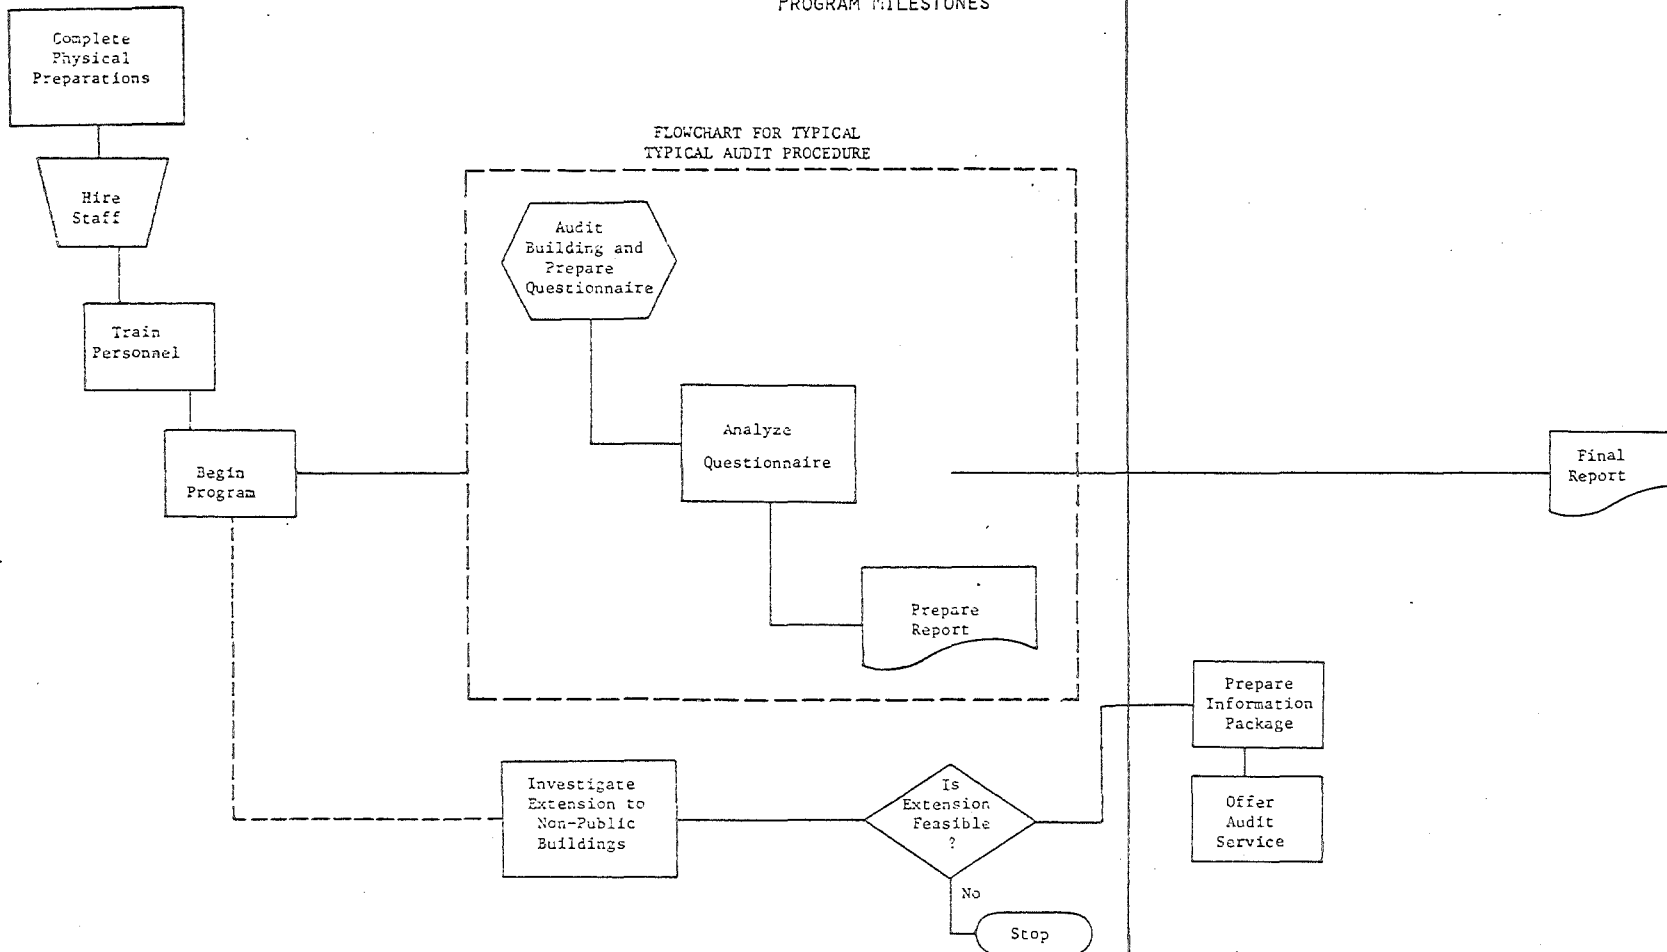 PROGRAM MILESTONES
Complete
Physical
Preparations
Hire
Staff
Train
Personnel
Begin
Program
FLOWCHART FOR TYPICAL
TYPICAL AUDIT PROCEDURE
Audit
Building and
Prepare
Questionnaire
Analyze
Questionnaire
Prepare
Report
Final
Report
Investigate
Extension to
Non-Public
Buildings
Is
Extension
Feasible
?
No
Stop
Prepare
Information
Package
Offer
Audit
Service